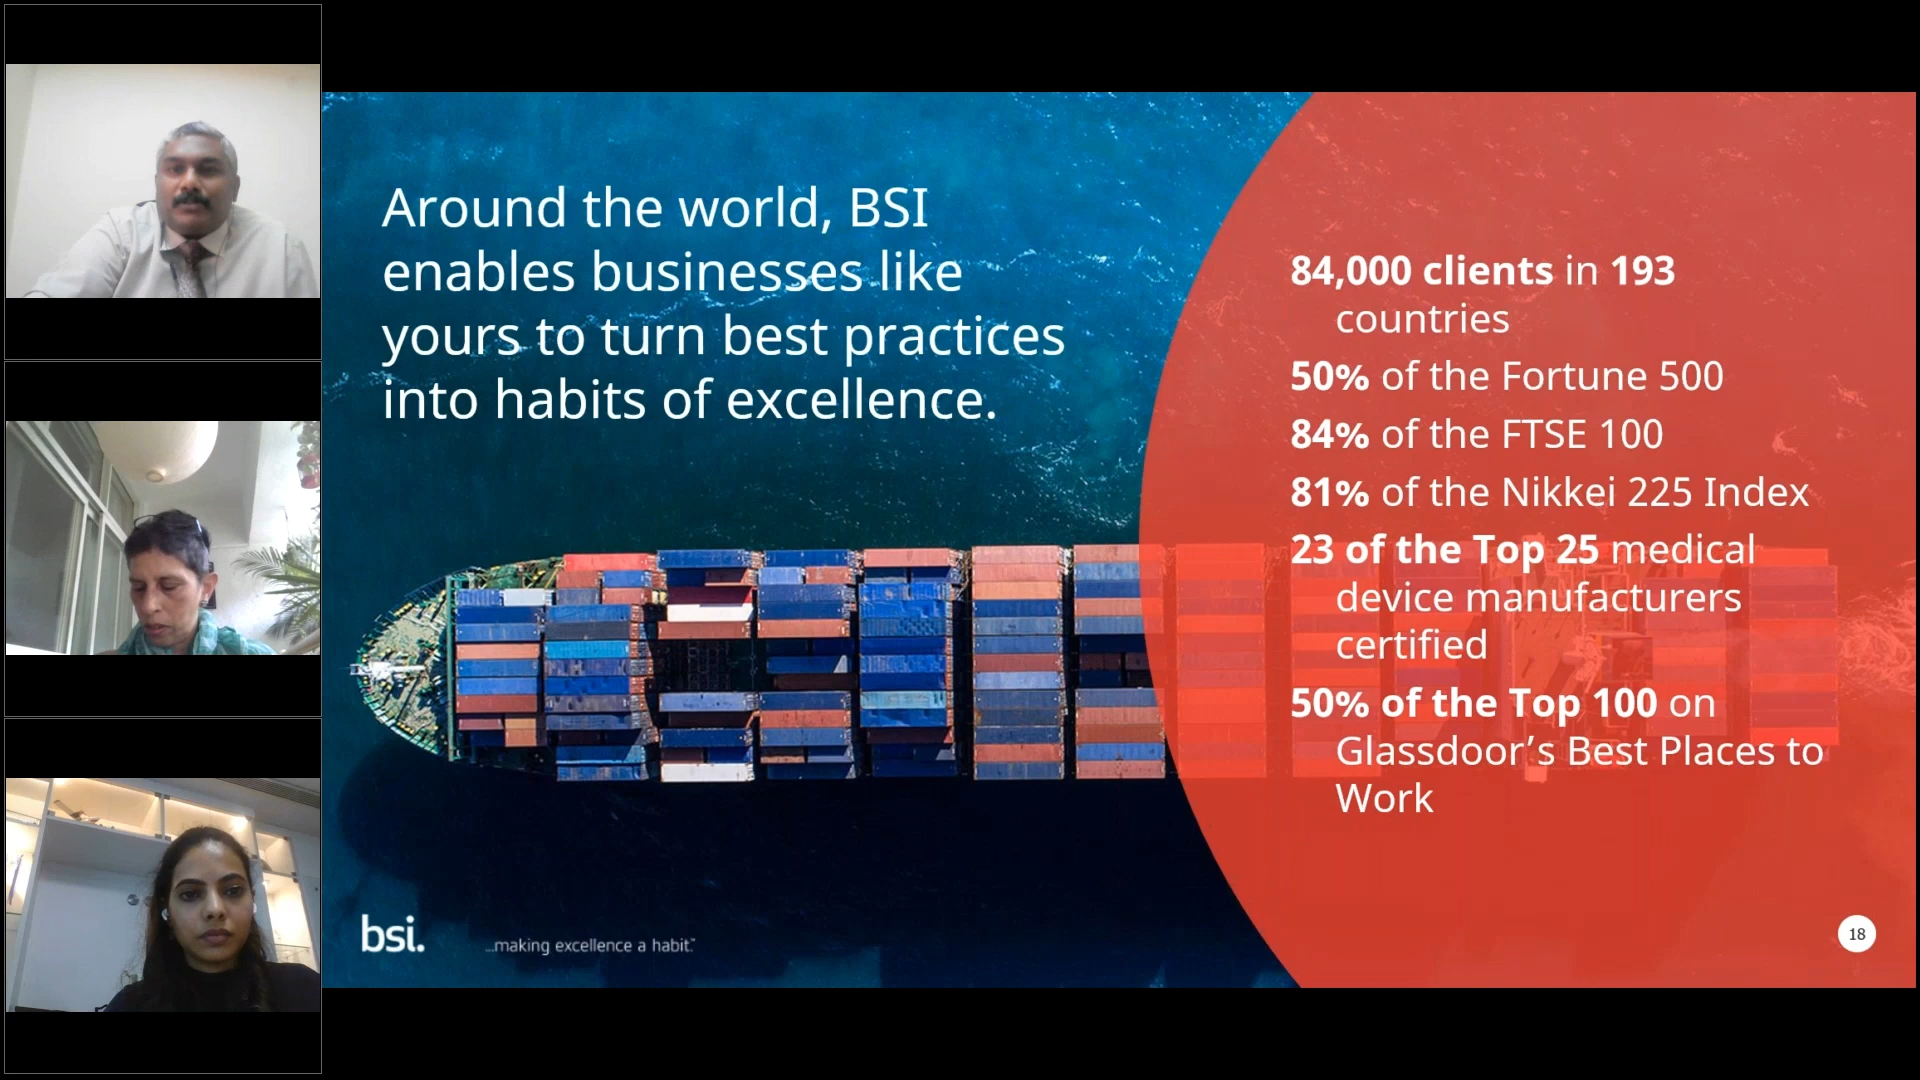 Around the world, BSI
enables businesses like
yours to turn best practices
into habits of excellence.
84,000 clients in 193
countries
50% of the Fortune 500
84% of the FTSE 100
81% of the Nikkei 225 Index
23 of the Top 25 medical
device manufacturers
certified
50% of the Top 100 on
Glassdoor’s Best Places to
Work
bsi.
...making excellence a habit.™
18